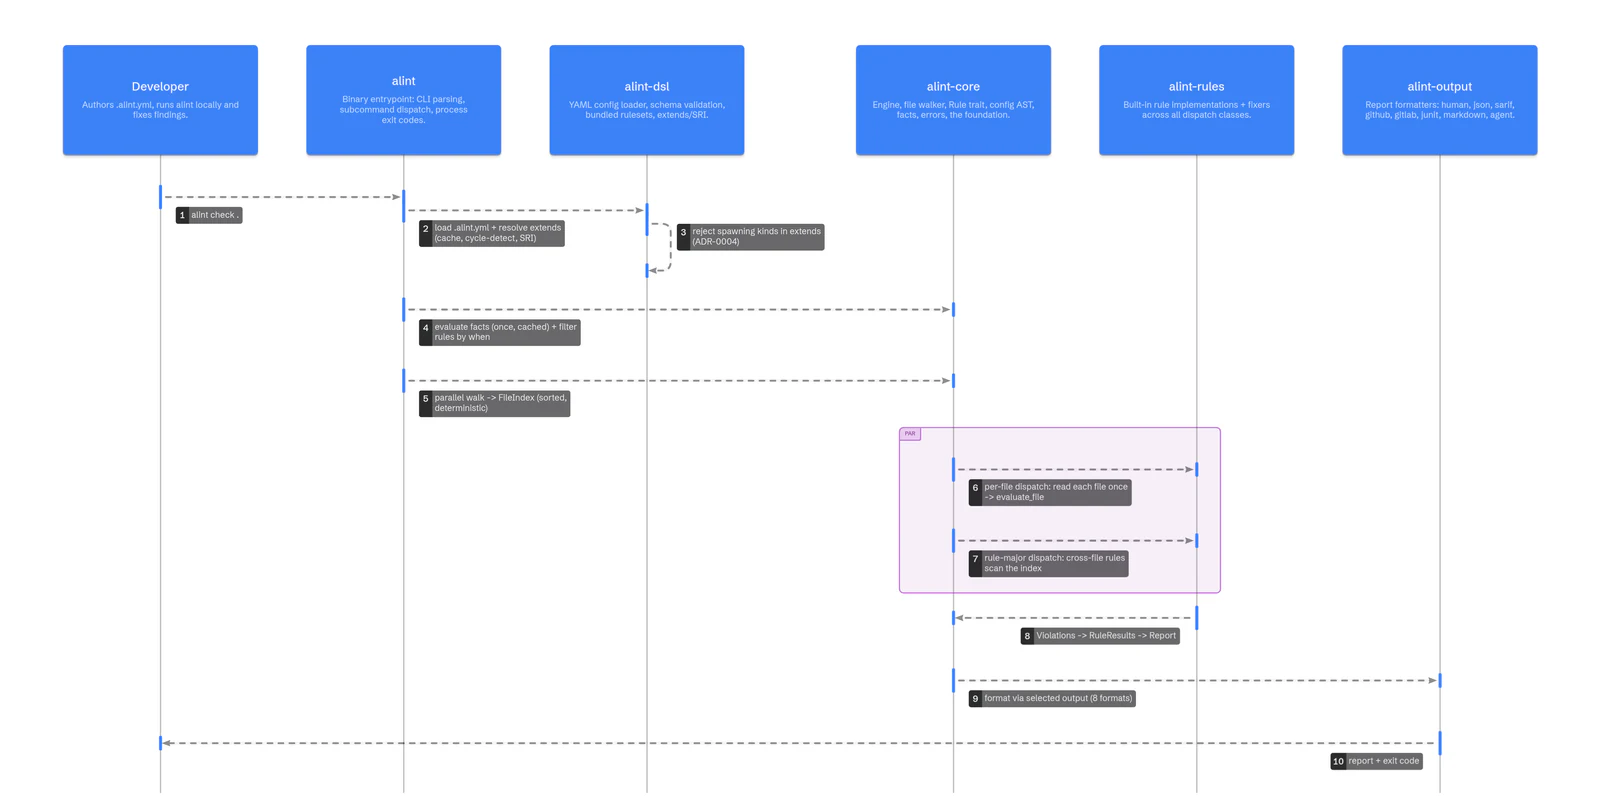 Developer
Authors .alint.yml, runs alint locally and
fixes findings.
alint
Binary entrypoint: CLI parsing,
subcommand dispatch, process
exit codes.
alint-dsl
YAML config loader, schema validation,
bundled rulesets, extends/SRI.
alint-core
Engine, file walker, Rule trait, config AST,
facts, errors, the foundation.
alint-rules
Built-in rule implementations + fixers
across all dispatch classes.
alint-output
Report formatters: human, json, sarif,
github, gitlab, junit, markdown, agent.
1 alint check .
2 load .alint.yml + resolve extends
(cache, cycle-detect, SRI)
3 reject spawning kinds in extends
(ADR-0004)
4 evaluate facts (once, cached) + filter
rules by when
5 parallel walk -> FileIndex (sorted,
deterministic)
PAR
6 per-file dispatch: read each file once
-> evaluate_file
7 rule-major dispatch: cross-file rules
scan the index
8 Violations -> RuleResults -> Report
9 format via selected output (8 formats)
10 report + exit code